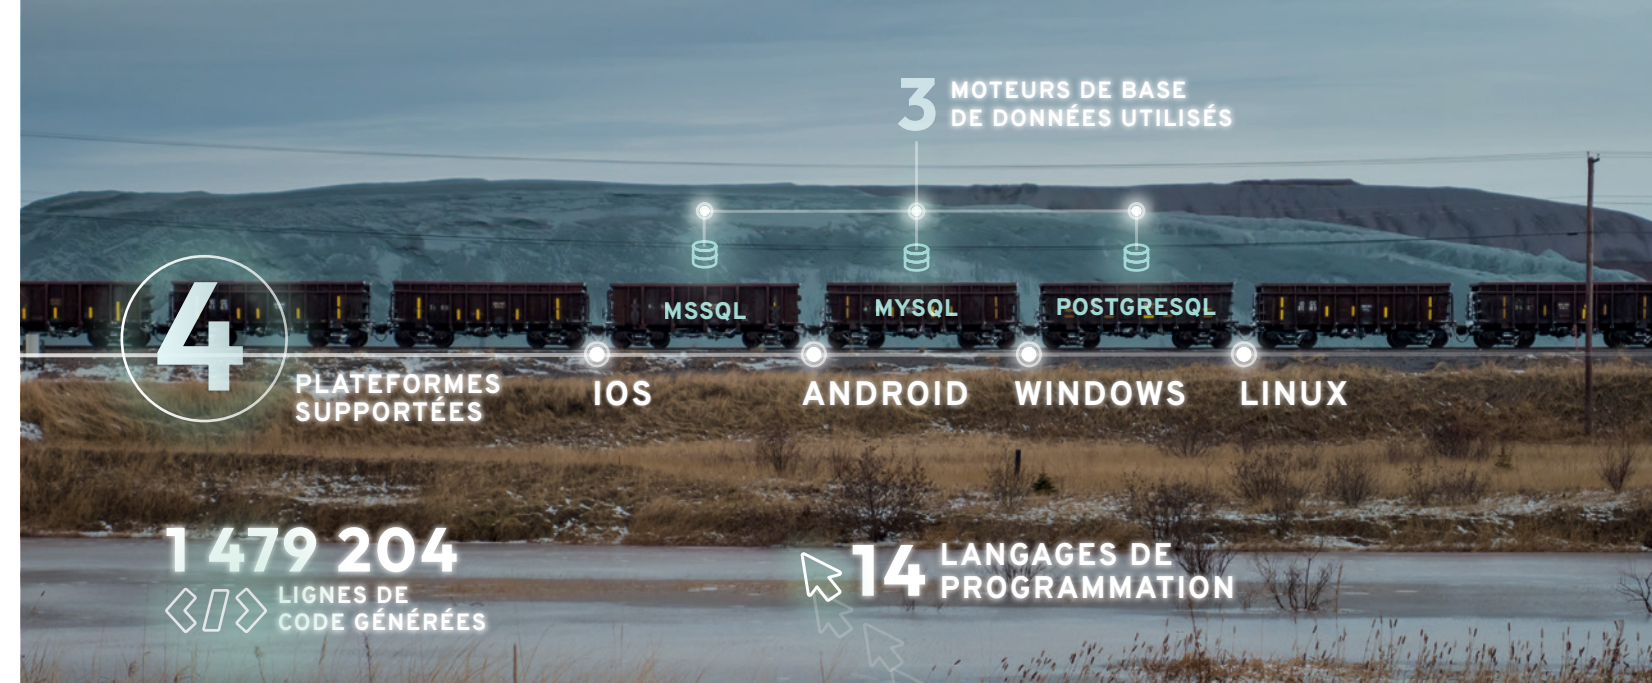 3
MOTEURS DE BASE
DE DONNÉES UTILISÉS
MSSQL
MYSQL
POSTGRESQL
4
PLATEFORMES
SUPPORTÉES
IOS
ANDROID
WINDOWS
LINUX
1 479 204
LIGNES DE
CODE GÉNÉRÉES
14
LANGAGES DE
PROGRAMMATION